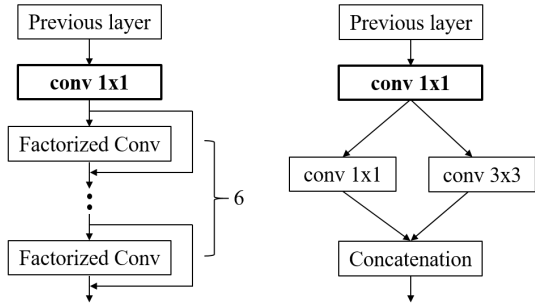 Previous layer
conv 1x1
Factorized Conv
Factorized Conv
6
Previous layer
conv 1x1
conv 1x1
conv 3x3
Concatenation